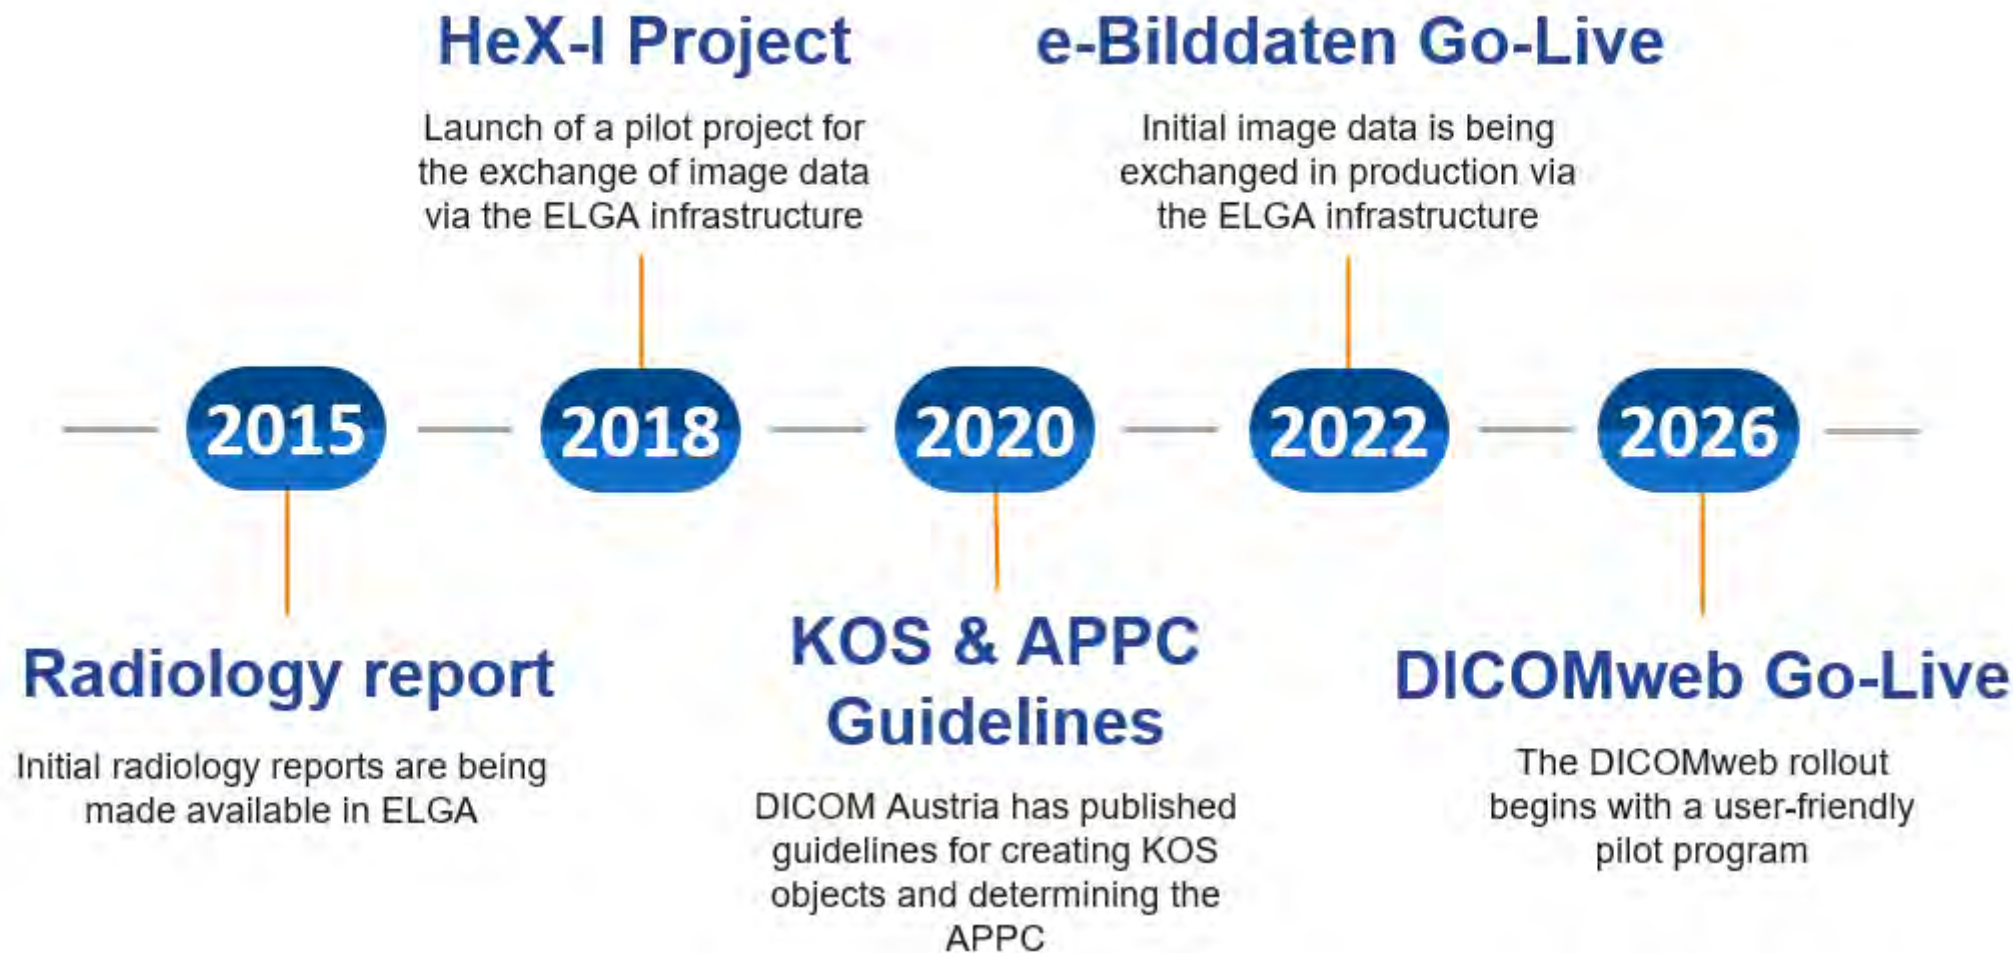 HeX-I Project
Launch of a pilot project for
the exchange of image data
via the ELGA infrastructure
e-Bilddaten Go-Live
Initial image data is being
exchanged in production via
the ELGA infrastructure
2015
2018
2020
2022
2026
Radiology report
Initial radiology reports are being
made available in ELGA
KOS & APPC
Guidelines
DICOM Austria has published
guidelines for creating KOS
objects and determining the
APPC
DICOMweb Go-Live
The DICOMweb rollout
begins with a user-friendly
pilot program